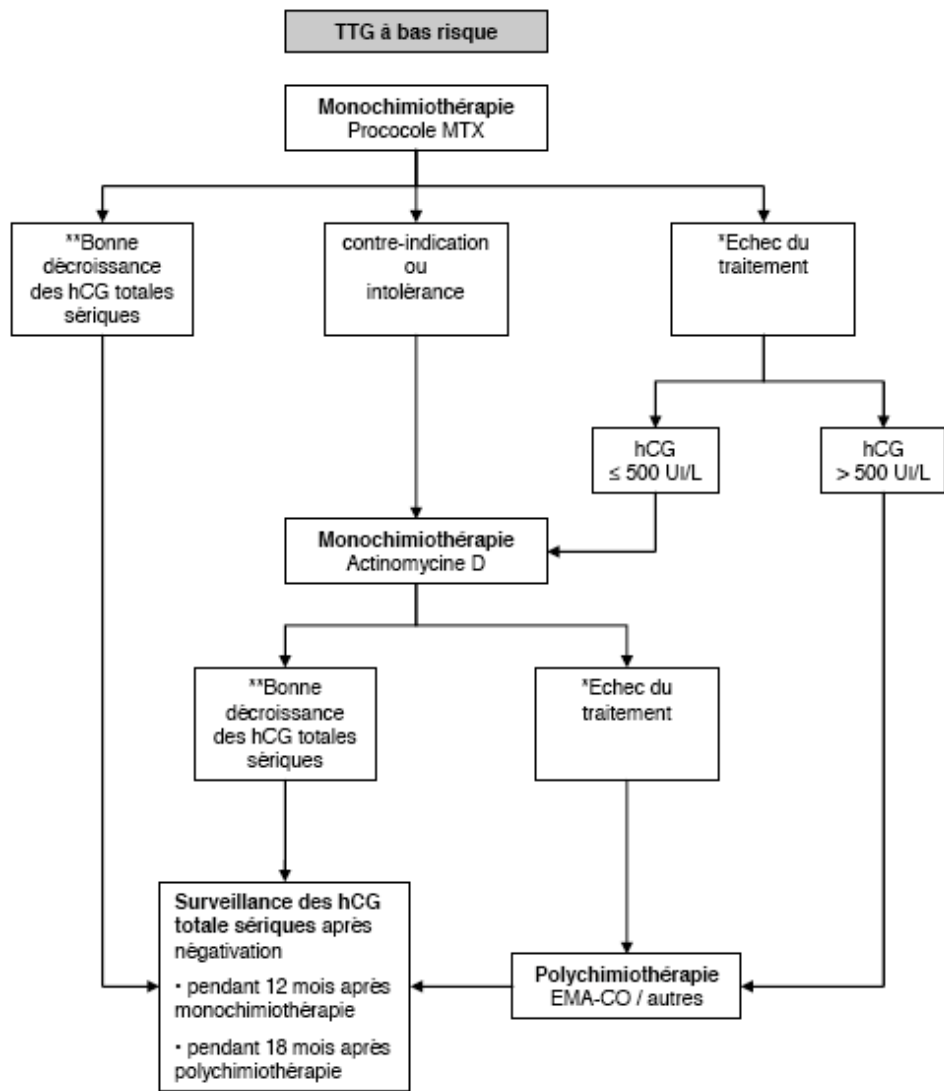 TTG à bas risque
Monochimiothérapie
Prococole MTX
**Bonne
décroissance
des hCG totales
sériques
contre-indication
ou
intolérance
*Echec du
traitement
hCG
≤ 500 UI/L
hCG
> 500 UI/L
Monochimiothérapie
Actinomycine D
**Bonne
décroissance
des hCG totales
sériques
*Echec du
traitement
Surveillance des hCG
totale sériques après
négativation
• pendant 12 mois après
monochimiothérapie
• pendant 18 mois après
polychimiothérapie
Polychimiothérapie
EMA-CO / autres